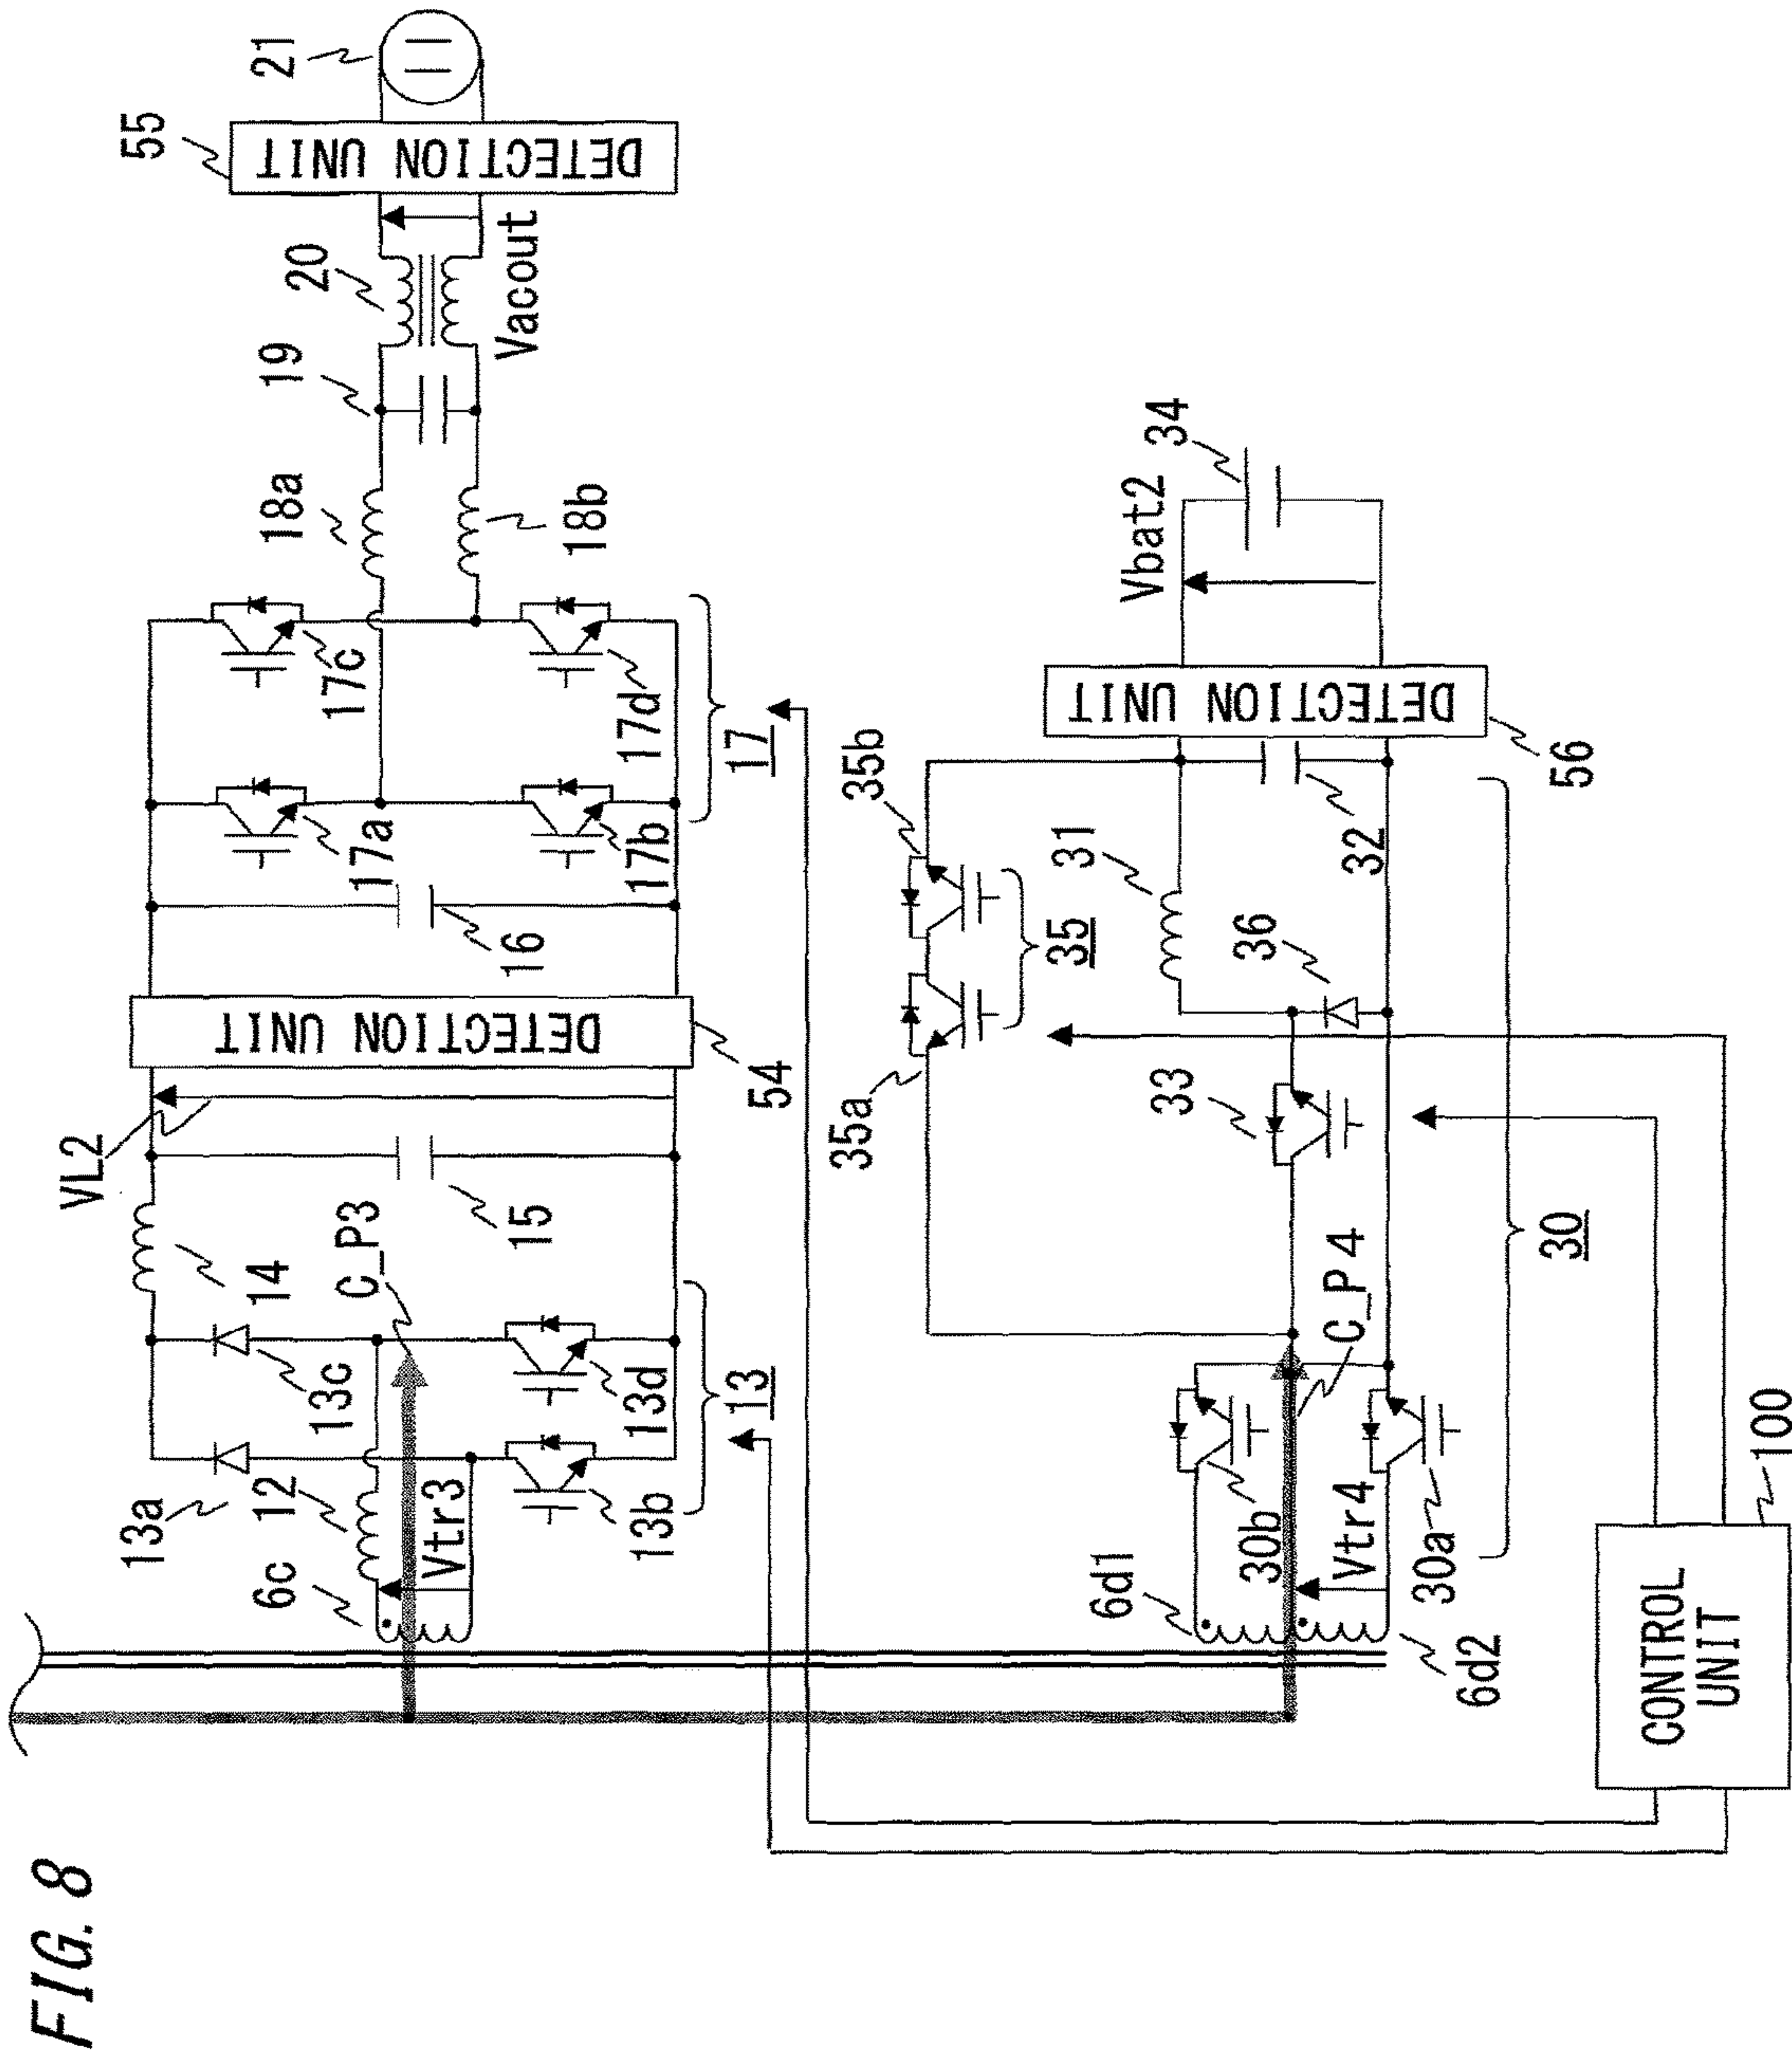 FIG. 8
6c
Vtr3
12
13a
13b
13c
13d
13
C_P3
14
15
VL2
DETECTION UNIT
54
16
17a
17b
17c
17d
17
18a
18b
19
20
Vacout
DETECTION UNIT
55
21
6d1
6d2
Vtr4
30b
30a
C_P4
30
33
36
31
32
35a
35b
35
DETECTION UNIT
56
Vbat2
34
CONTROL
UNIT
100